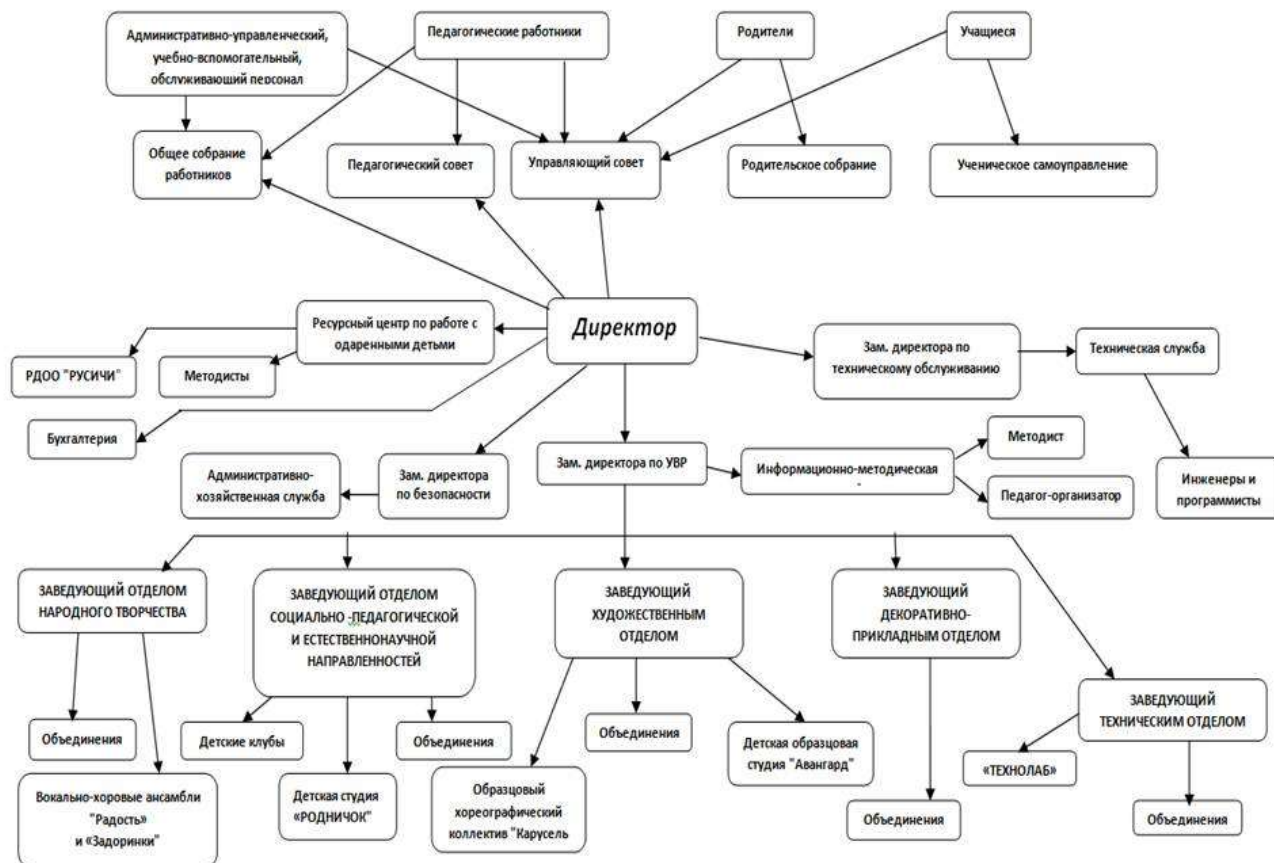 Административно-управленческий,
учебно-вспомогательный,
обслуживающий персонал
Педагогические работники
Родители
Учащиеся
Общее собрание
работников
Педагогический совет
Управляющий совет
Родительское собрание
Ученическое самоуправление
Директор
Ресурсный центр по работе с
одаренными детьми
Зам. директора по
техническому обслуживанию
Техническая служба
РДОО "РУСИЧИ"
Методисты
Бухгалтерия
Административно-
хозяйственная служба
Зам. директора
по безопасности
Зам. директора по УВР
Информационно-методическая
Методист
Педагог-организатор
Инженеры и
программисты
ЗАВЕДУЮЩИЙ ОТДЕЛОМ
НАРОДНОГО ТВОРЧЕСТВА
ЗАВЕДУЮЩИЙ ОТДЕЛОМ
СОЦИАЛЬНО -ПЕДАГОГИЧЕСКОЙ
И ЕСТЕСТВЕННОНАУЧНОЙ
НАПРАВЛЕННОСТЕЙ
ЗАВЕДУЮЩИЙ
ХУДОЖЕСТВЕННЫМ
ОТДЕЛОМ
ЗАВЕДУЮЩИЙ
ДЕКОРАТИВНО-
ПРИКЛАДНЫМ ОТДЕЛОМ
ЗАВЕДУЮЩИЙ
ТЕХНИЧЕСКИМ ОТДЕЛОМ
Объединения
Детские клубы
Объединения
Объединения
Детская образцовая
студия "Авангард"
«ТЕХНОЛАБ»
Вокально-хоровые ансамбли
"Радость»
и «Задоринки"
Детская студия
«РОДНИЧОК"
Образцовый
хореографический
коллектив "Карусель
Объединения
Объединения